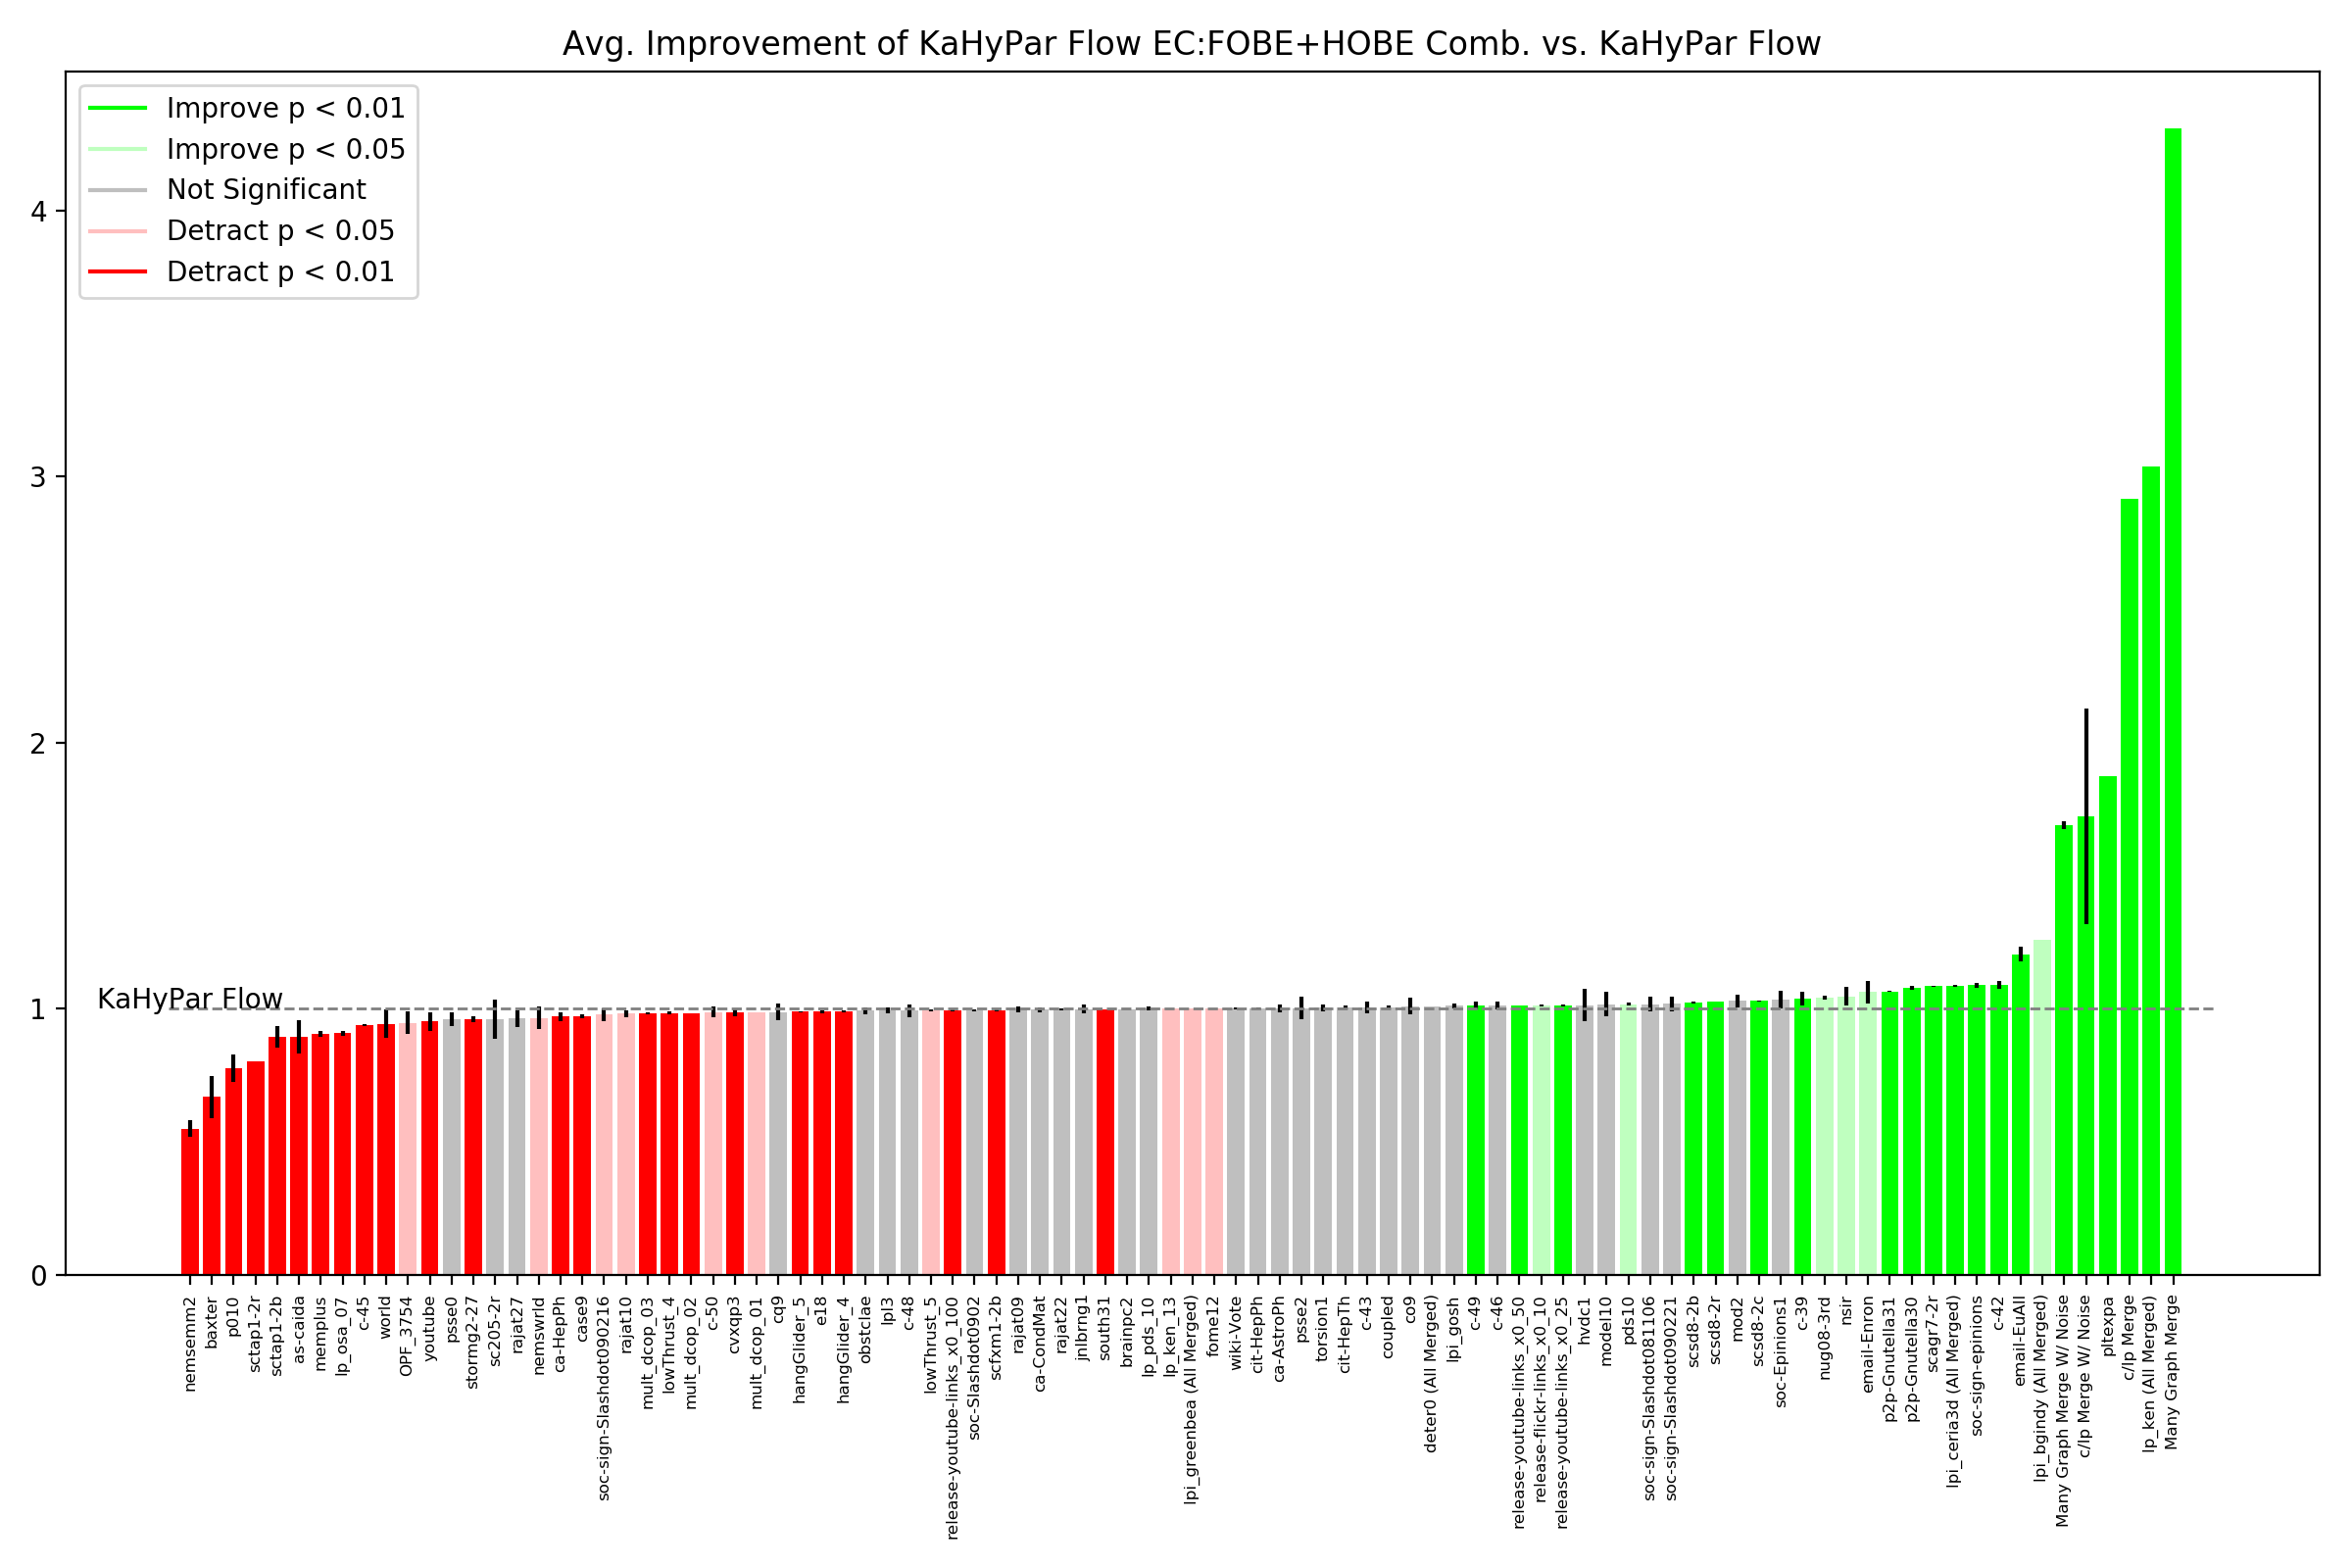 Avg. Improvement of KaHyPar Flow EC:FOBE+HOBE Comb. vs. KaHyPar Flow
Improve p < 0.01
Improve p < 0.05
Not Significant
Detract p < 0.05
Detract p < 0.01
4
3
2
1
0
KaHyPar Flow
nemsemm2
baxter
p010
sctap1-2r
sctap1-2b
as-caida
memplus
lp_osa_07
c-45
world
OPF_3754
youtube
psse0
stormg2-27
sc205-2r
rajat27
nemswrld
ca-HepPh
case9
soc-sign-Slashdot090216
rajat10
mult_dcop_03
lowThrust_4
mult_dcop_02
c-50
cvxqp3
mult_dcop_01
cq9
hangGlider_5
e18
hangGlider_4
obstclae
lpl3
c-48
lowThrust_5
release-youtube-links_x0_100
soc-Slashdot0902
scfxm1-2b
rajat09
ca-CondMat
rajat22
jnlbrng1
south31
brainpc2
lp_pds_10
lp_ken_13
lpi_greenbea (All Merged)
fome12
wiki-Vote
cit-HepPh
ca-AstroPh
psse2
torsion1
cit-HepTh
c-43
coupled
co9
deter0 (All Merged)
lpi_gosh
c-49
c-46
release-youtube-links_x0_50
release-flickr-links_x0_10
release-youtube-links_x0_25
hvdc1
model10
pds10
soc-sign-Slashdot081106
soc-sign-Slashdot090221
scsd8-2b
scsd8-2r
mod2
scsd8-2c
soc-Epinions1
c-39
nug08-3rd
nsir
email-Enron
p2p-Gnutella31
p2p-Gnutella30
scagr7-2r
lpi_ceria3d (All Merged)
soc-sign-epinions
c-42
email-EuAll
lpi_bgindy (All Merged)
Many Graph Merge W/ Noise
c/lp Merge W/ Noise
pltexpa
c/lp Merge
lp_ken (All Merged)
Many Graph Merge